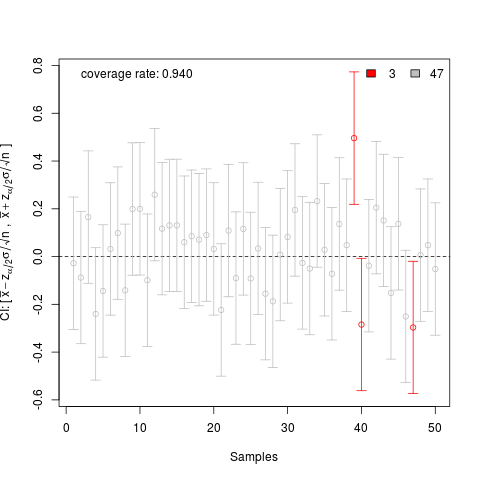 coverage rate: 0.940
3
47
0.8
0.6
0.4
0.2
0.0
-0.2
-0.4
-0.6
CI: [ x̄ − zα/2σ/√n , x̄ + zα/2σ/√n ]
0 10 20 30 40 50
Samples